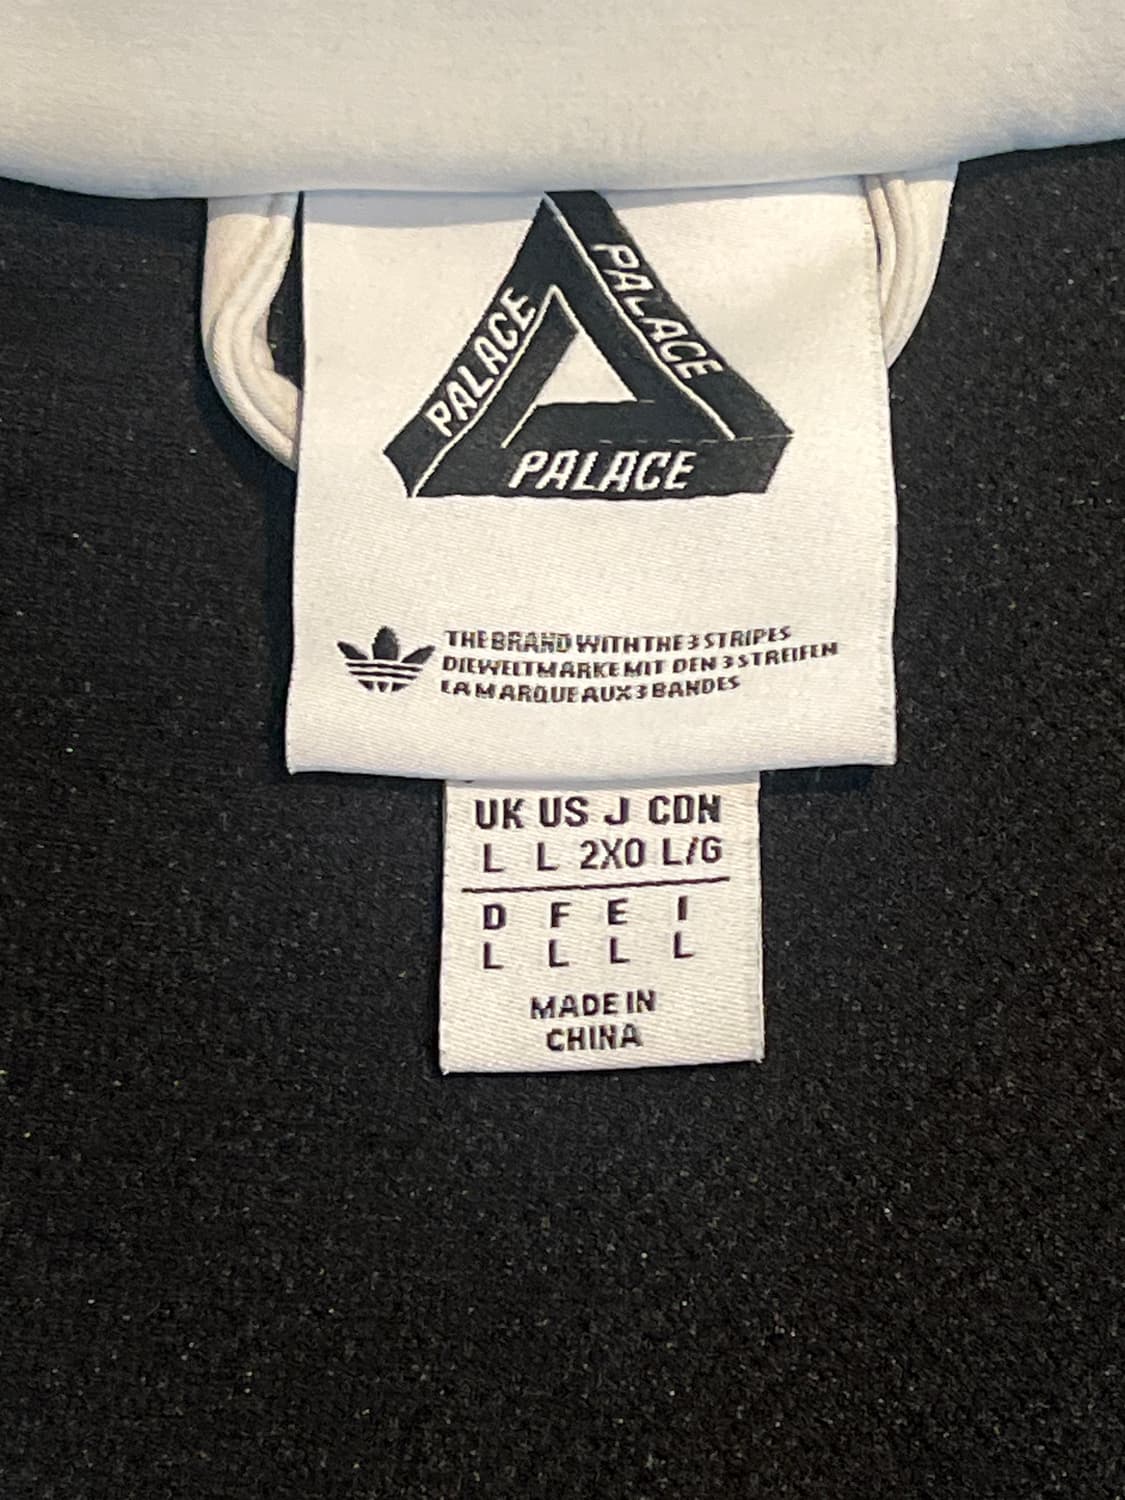 PALACE
PALACE
PALACE
THE BRAND WITH THE 3 STRIPES
DIE WELTMARKE MIT DEN 3 STREIFEN
LA MARQUE AUX 3 BANDES
UK US J CDN
L L 2XO L/G
D F E I
L L L L
MADE IN
CHINA